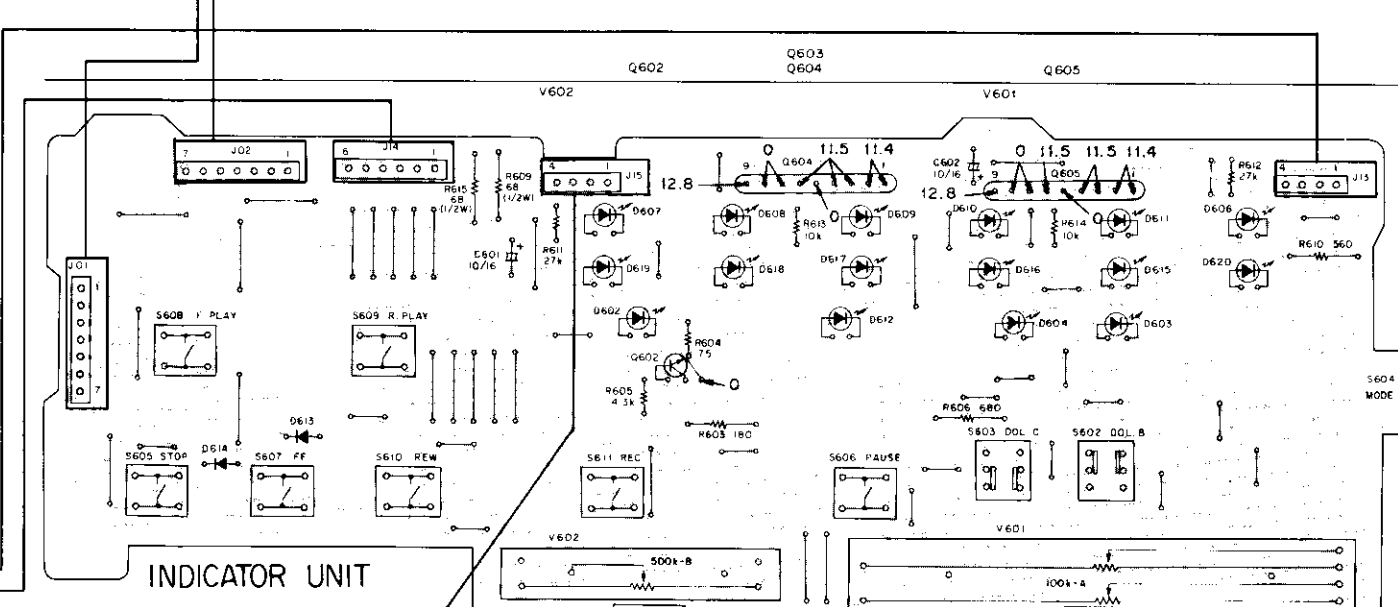 Q603
Q602 Q604 Q605
V602 V601
7 J02 1
6 J14 1
R615 68 (1/2W)
R609 68 (1/2W)
4 1 J15
12.8
9 0 Q604 11.5 11.4 1
0
C602 10/16
12.8
9 0 11.5 Q605 11.5 11.4 1
0
R612 27k
4 1 J13
D607 D608 D609 D610 D611 D606
R613 10k
R614 10k
R611 27k
C601 10/16 +
R610 560
D619 D618 D617 D616 D615 D620
J01
1
7
S608 F PLAY
S609 R. PLAY
D602 D612 D604 D603
R604 75
Q602
0
R605
R603 180
R606 680
S604 MODE
D613
D614
S605 STOP
S607 FF
S610 REW
S611 REC
S606 PAUSE
S603 DOL C
S602 DOL. B
V602
500k-B
V601
100k-A
INDICATOR UNIT